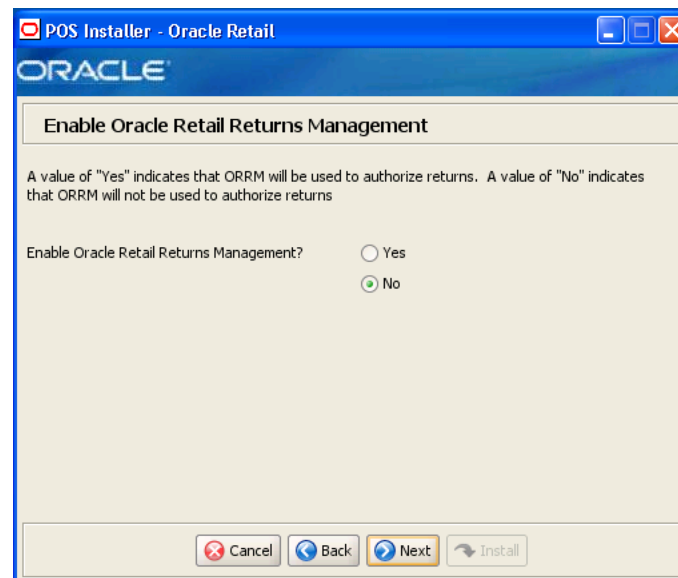 POS Installer - Oracle Retail
ORACLE
Enable Oracle Retail Returns Management
A value of "Yes" indicates that ORRM will be used to authorize returns. A value of "No" indicates
that ORRM will not be used to authorize returns
Enable Oracle Retail Returns Management?
Yes
No
Cancel
Back
Next
Install